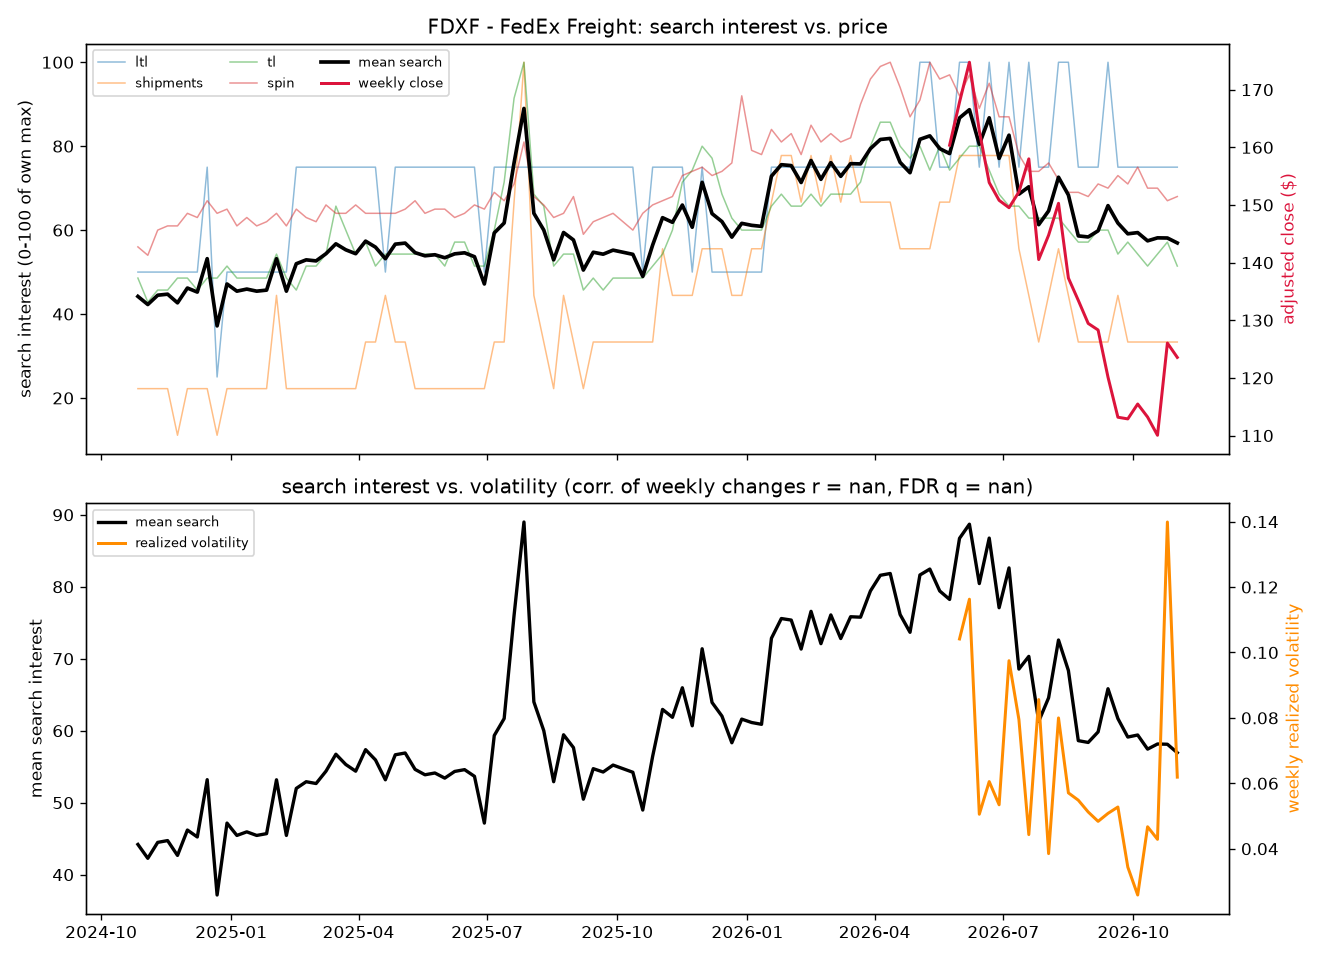 FDXF - FedEx Freight: search interest vs. price
ltl
shipments
tl
spin
mean search
weekly close
100
80
60
40
20
search interest (0-100 of own max)
170
160
150
140
130
120
110
adjusted close ($)
search interest vs. volatility (corr. of weekly changes r = nan, FDR q = nan)
mean search
realized volatility
90
80
70
60
50
40
mean search interest
0.14
0.12
0.10
0.08
0.06
0.04
weekly realized volatility
2024-10
2025-01
2025-04
2025-07
2025-10
2026-01
2026-04
2026-07
2026-10